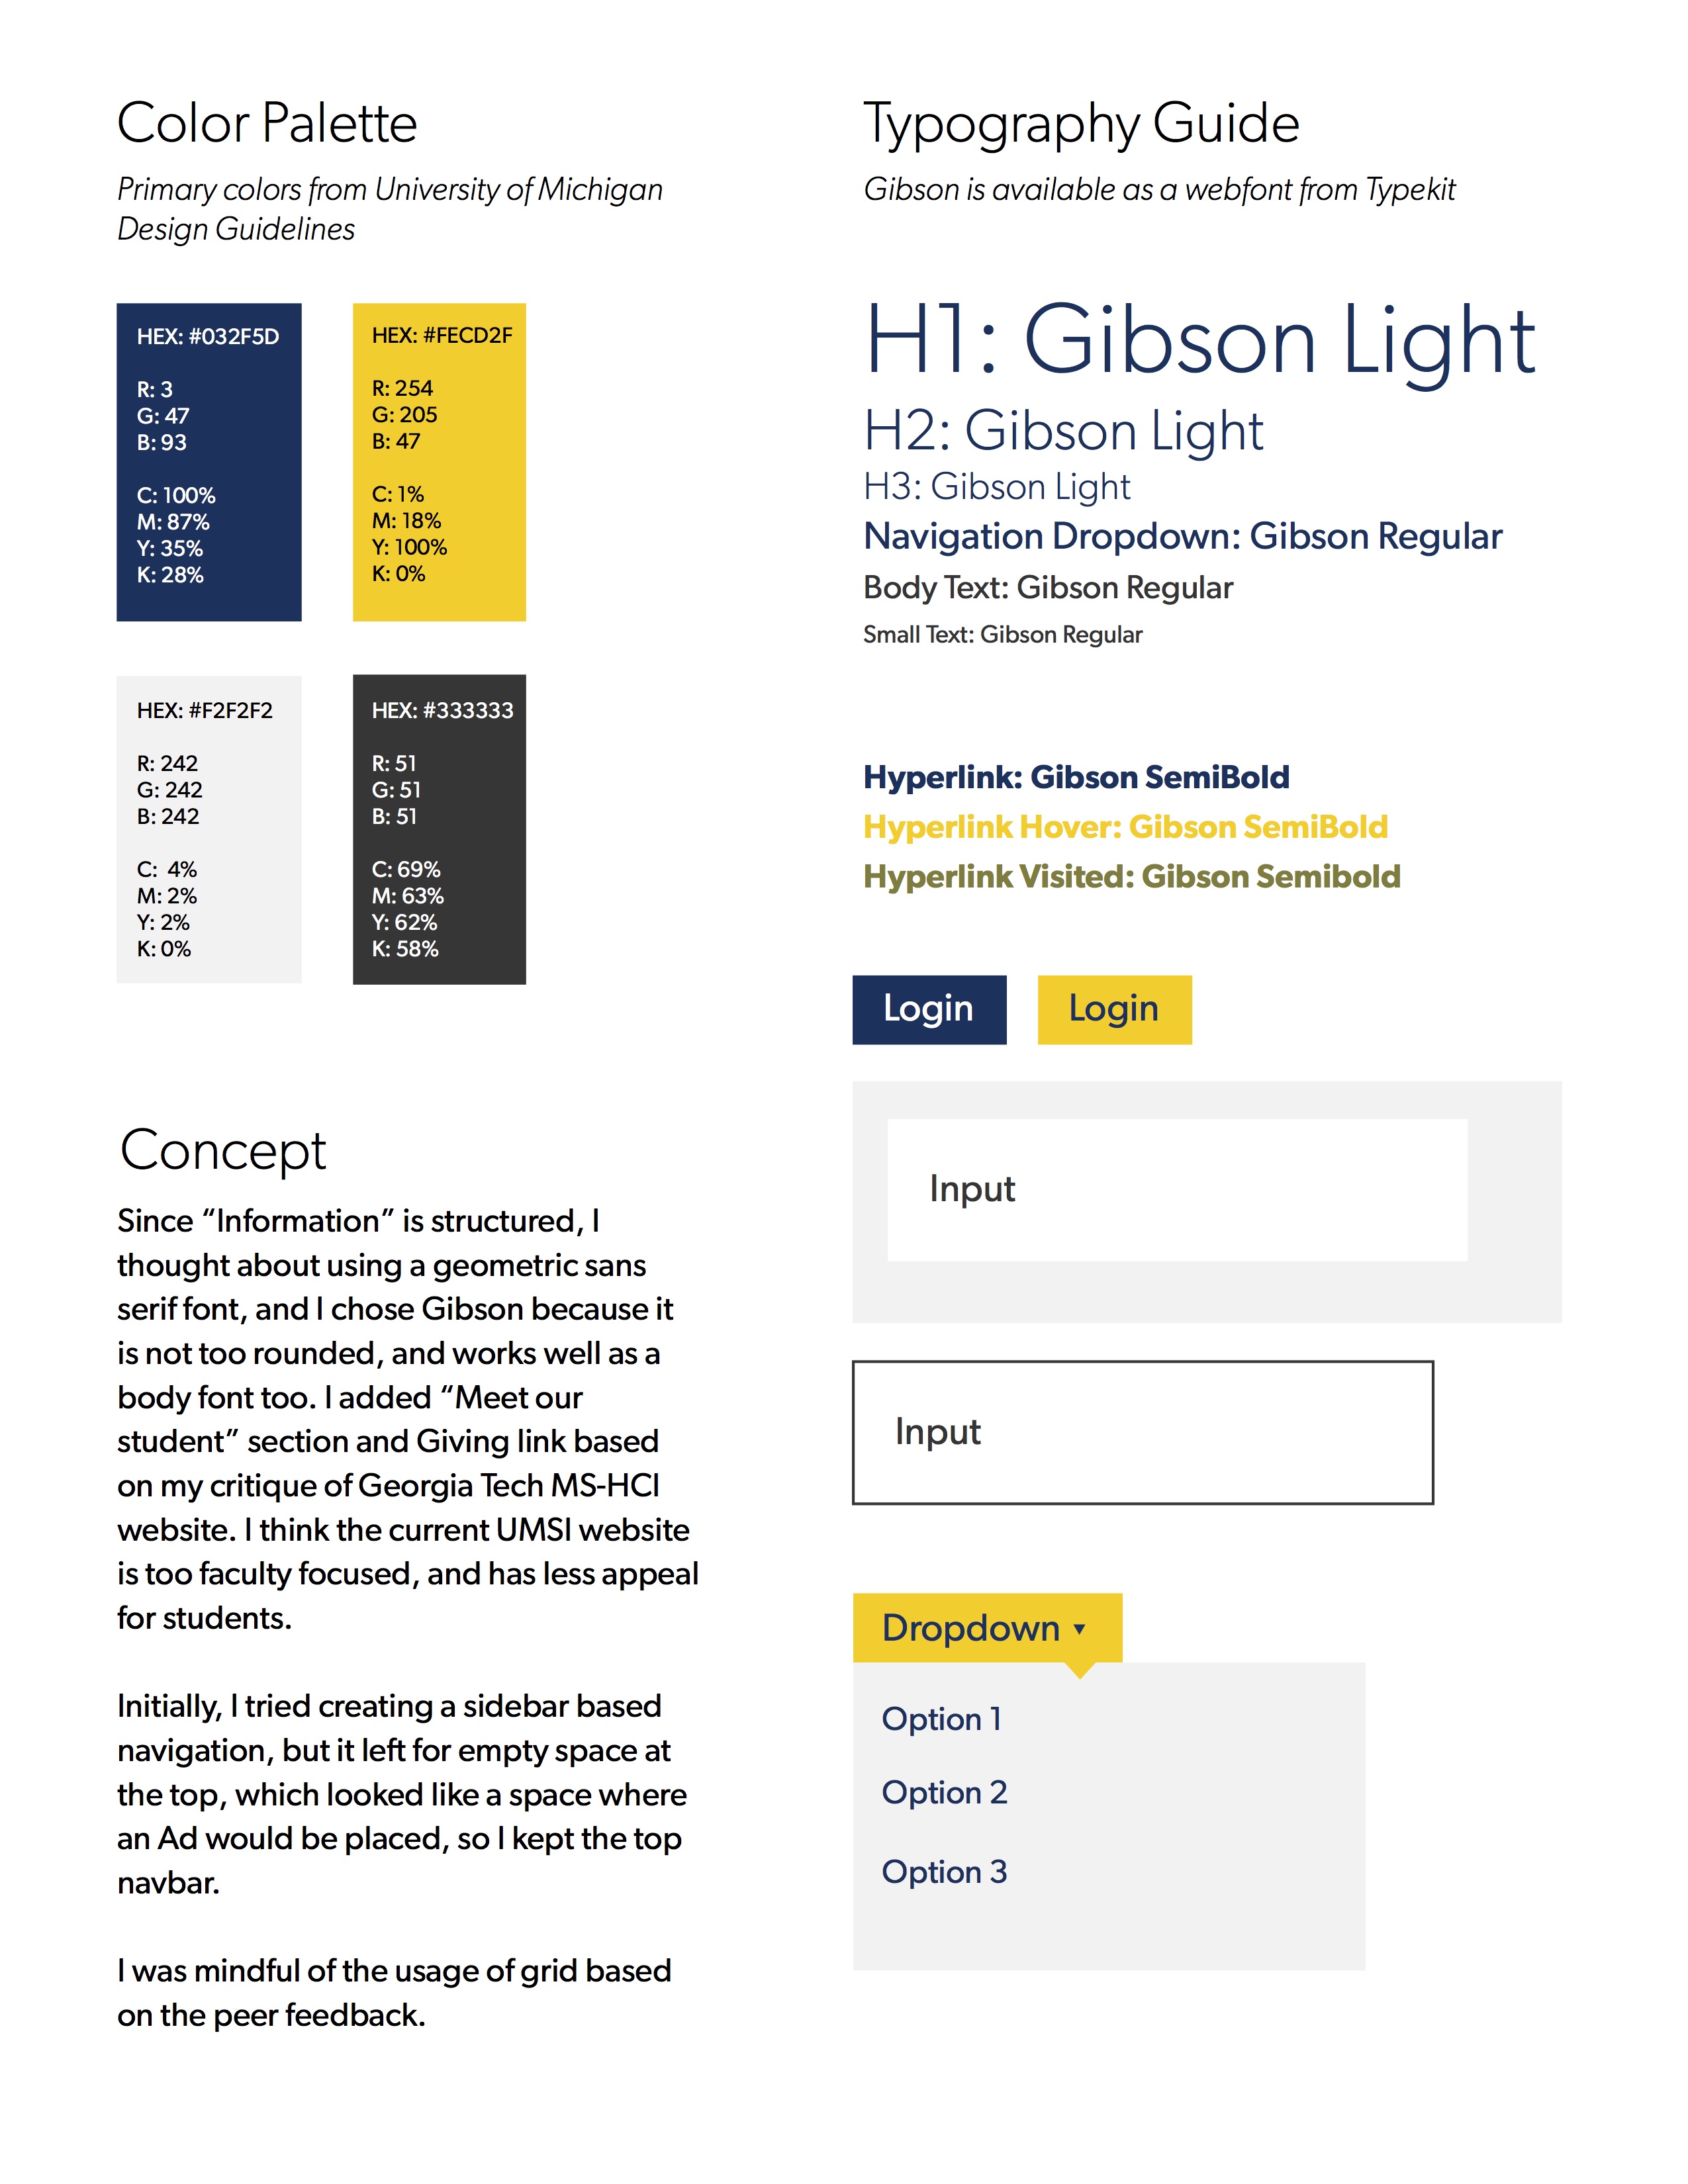 Color Palette
Primary colors from University of Michigan
Design Guidelines
HEX: #032F5D
R: 3
G: 47
B: 93
C: 100%
M: 87%
Y: 35%
K: 28%
HEX: #FECD2F
R: 254
G: 205
B: 47
C: 1%
M: 18%
Y: 100%
K: 0%
HEX: #F2F2F2
R: 242
G: 242
B: 242
C: 4%
M: 2%
Y: 2%
K: 0%
HEX: #333333
R: 51
G: 51
B: 51
C: 69%
M: 63%
Y: 62%
K: 58%
Concept
Since “Information” is structured, I
thought about using a geometric sans
serif font, and I chose Gibson because it
is not too rounded, and works well as a
body font too. I added “Meet our
student” section and Giving link based
on my critique of Georgia Tech MS-HCI
website. I think the current UMSI website
is too faculty focused, and has less appeal
for students.
Initially, I tried creating a sidebar based
navigation, but it left for empty space at
the top, which looked like a space where
an Ad would be placed, so I kept the top
navbar.
I was mindful of the usage of grid based
on the peer feedback.
Typography Guide
Gibson is available as a webfont from Typekit
H1: Gibson Light
H2: Gibson Light
H3: Gibson Light
Navigation Dropdown: Gibson Regular
Body Text: Gibson Regular
Small Text: Gibson Regular
Hyperlink: Gibson SemiBold
Hyperlink Hover: Gibson SemiBold
Hyperlink Visited: Gibson Semibold
Login
Login
Input
Input
Dropdown ▼
Option 1
Option 2
Option 3